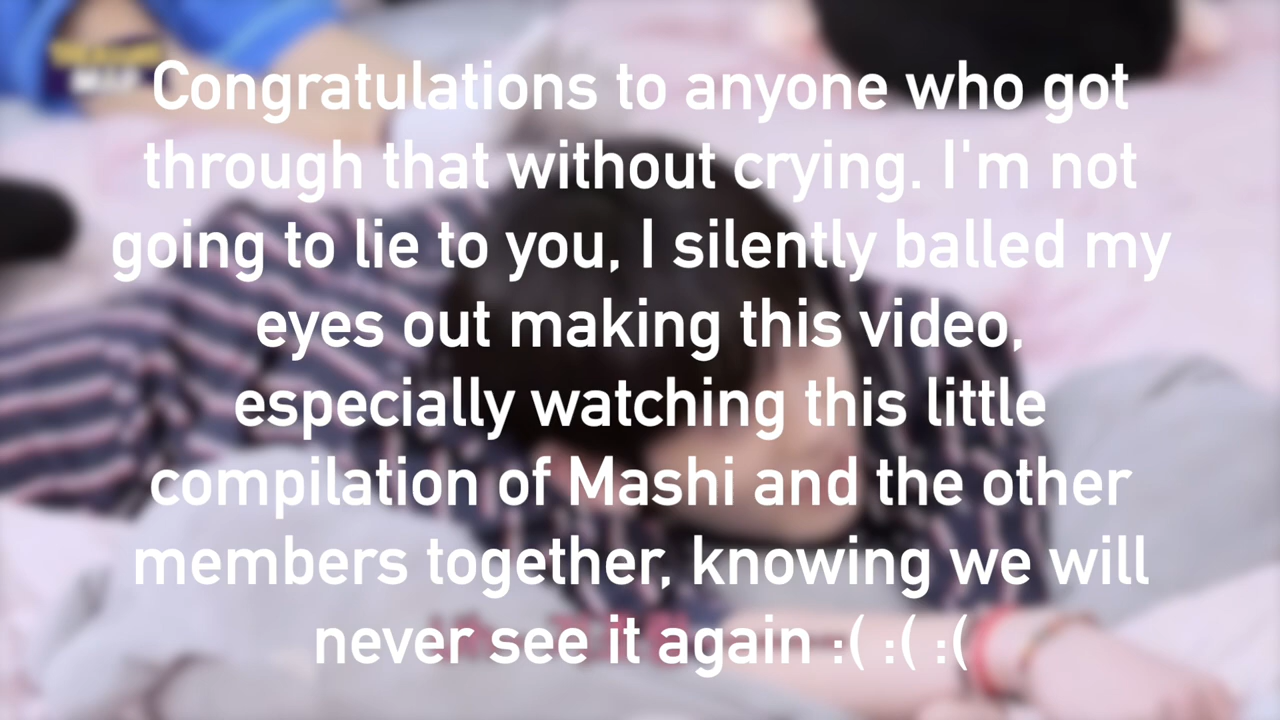 Congratulations to anyone who got
through that without crying. I'm not
going to lie to you, I silently balled my
eyes out making this video,
especially watching this little
compilation of Mashi and the other
members together, knowing we will
never see it again :( :( :(